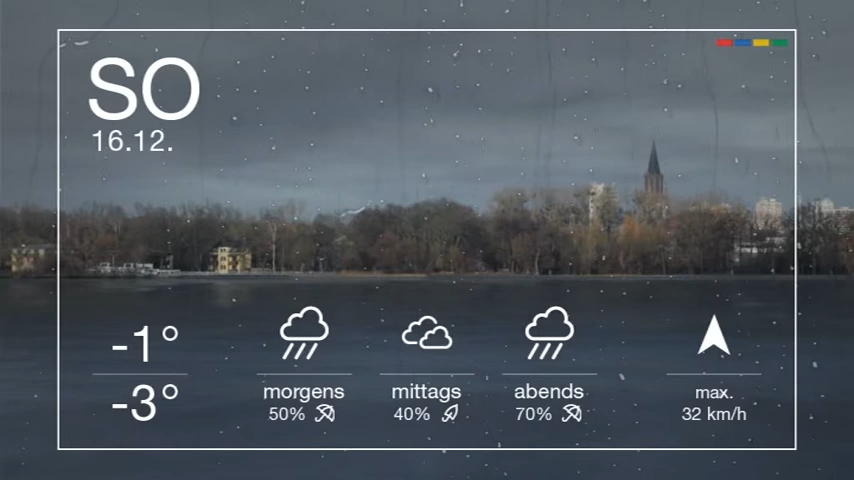 SO
16.12.
-1°
-3°
morgens
50%
mittags
40%
abends
70%
max.
32 km/h